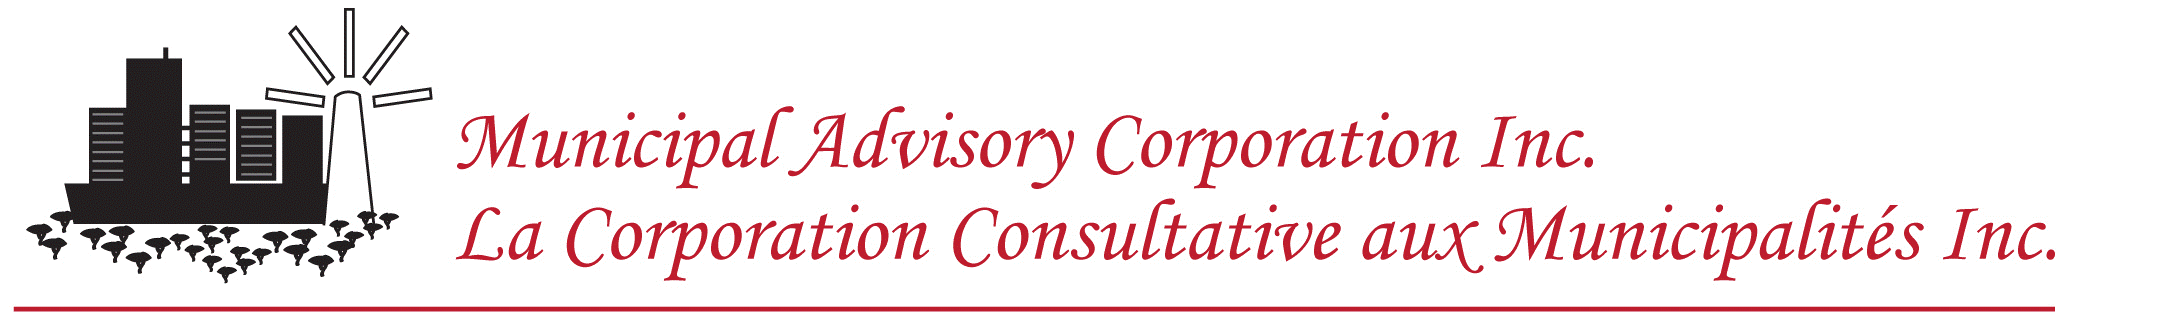 Municipal Advisory Corporation Inc.
La Corporation Consultative aux Municipalités Inc.